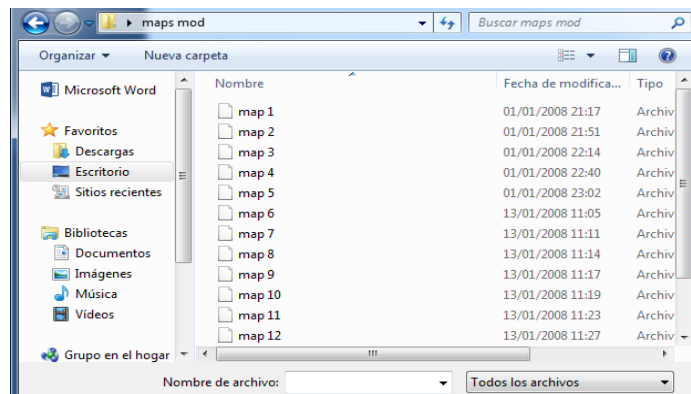 maps mod
Buscar maps mod
Organizar
Nueva carpeta
Microsoft Word
Favoritos
Descargas
Escritorio
Sitios recientes
Bibliotecas
Documentos
Imágenes
Música
Vídeos
Grupo en el hogar
Nombre Fecha de modifica... Tipo
map 1 01/01/2008 21:17 Archiv
map 2 01/01/2008 21:51 Archiv
map 3 01/01/2008 22:14 Archiv
map 4 01/01/2008 22:40 Archiv
map 5 01/01/2008 23:02 Archiv
map 6 13/01/2008 11:05 Archiv
map 7 13/01/2008 11:11 Archiv
map 8 13/01/2008 11:14 Archiv
map 9 13/01/2008 11:17 Archiv
map 10 13/01/2008 11:19 Archiv
map 11 13/01/2008 11:23 Archiv
map 12 13/01/2008 11:27 Archiv
Nombre de archivo:
Todos los archivos